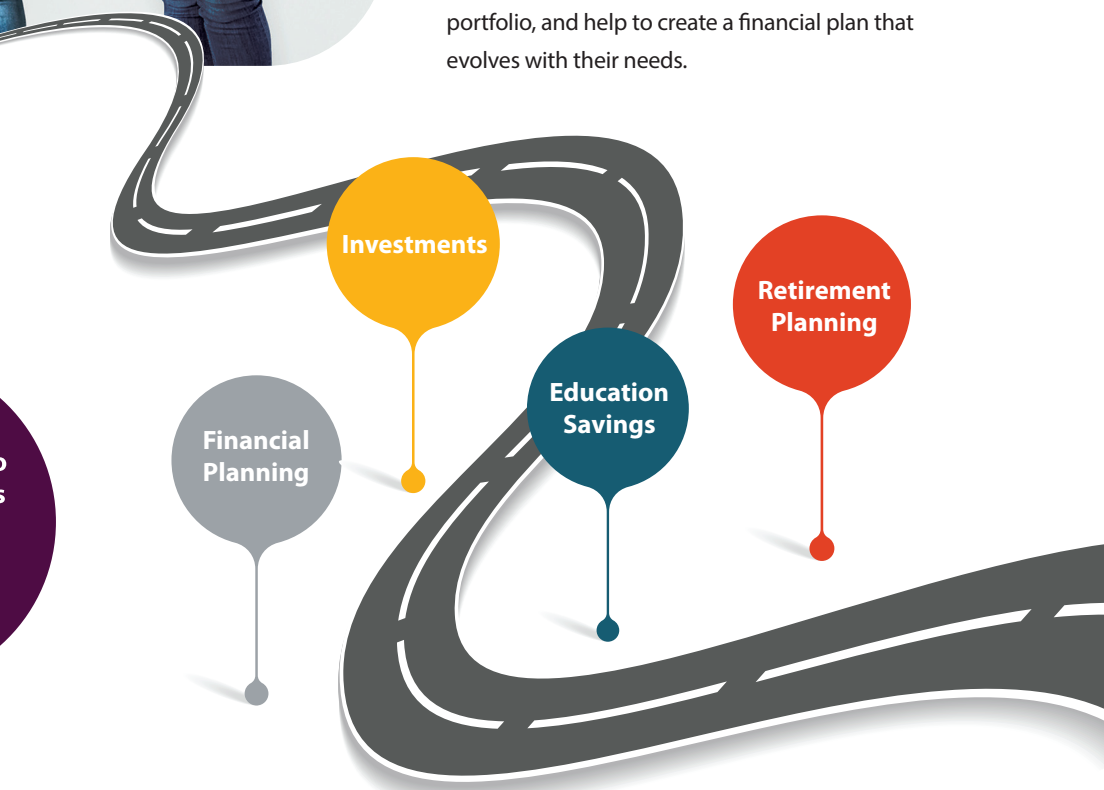 portfolio, and help to create a financial plan that
evolves with their needs.
Investments
Retirement
Planning
Education
Savings
Financial
Planning